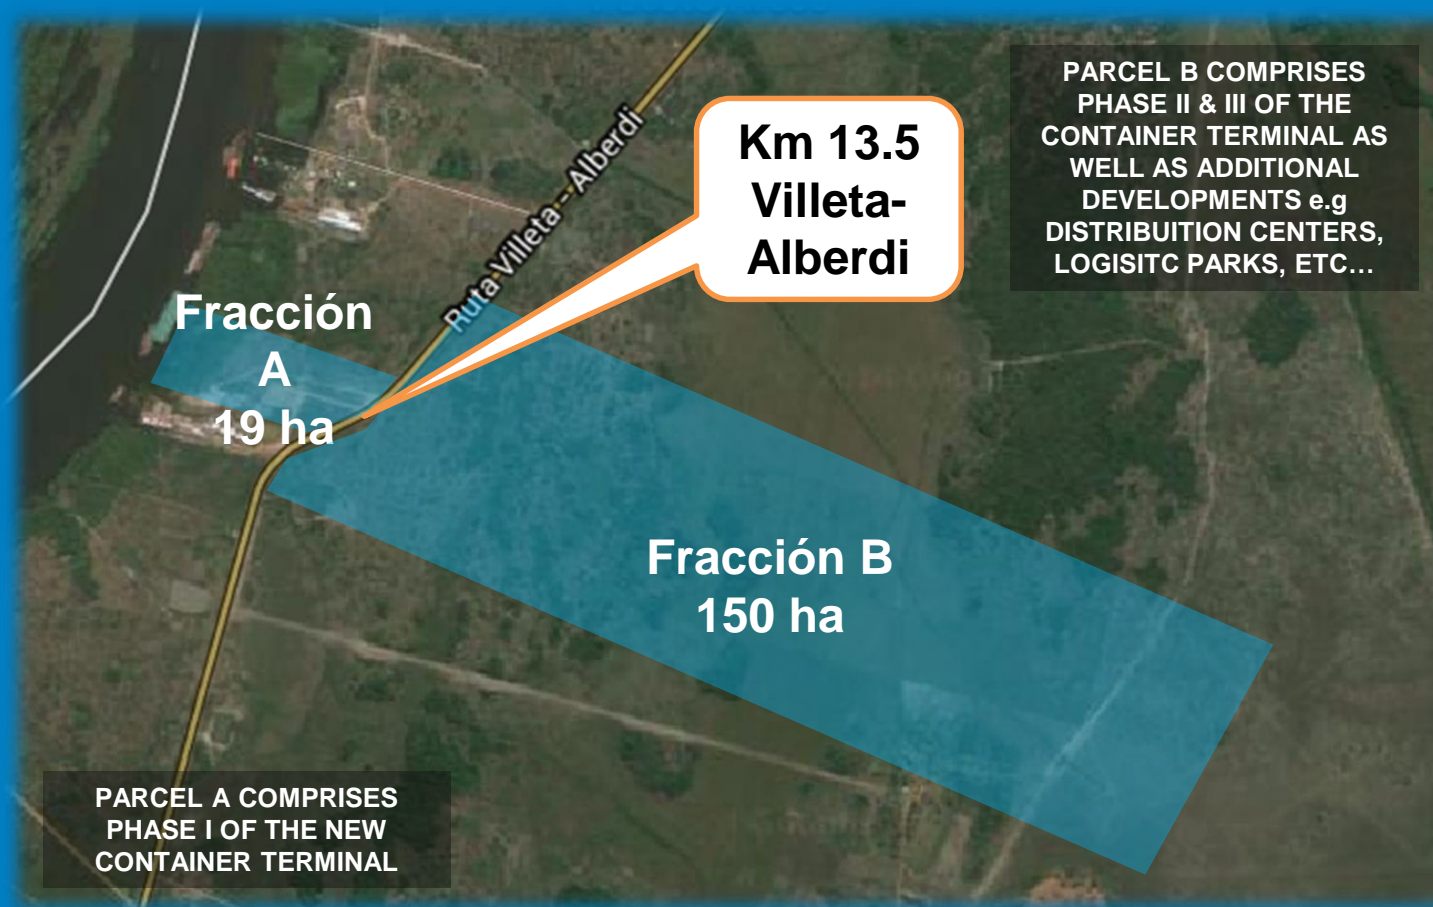 PARCEL B COMPRISES
PHASE II & III OF THE
CONTAINER TERMINAL AS
WELL AS ADDITIONAL
DEVELOPMENTS e.g
DISTRIBUITION CENTERS,
LOGISITC PARKS, ETC...
Km 13.5
Villeta-
Alberdi
Ruta Villeta - Alberdi
Fracción
A
19 ha
Fracción B
150 ha
PARCEL A COMPRISES
PHASE I OF THE NEW
CONTAINER TERMINAL